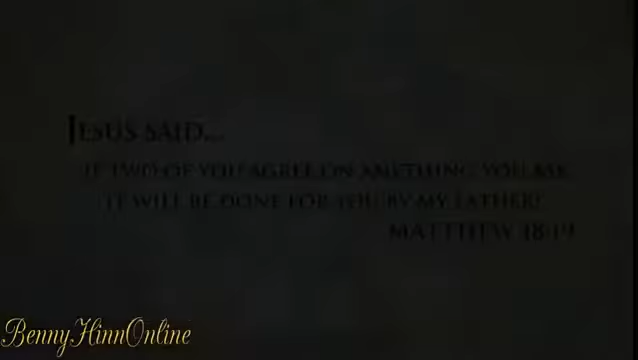 JESUS SAID...
IF TWO OF YOU AGREE ON ANYTHING YOU ASK
IT WILL BE DONE FOR YOU BY MY FATHER!
MATTHEW 18:19
BennyHinnOnline